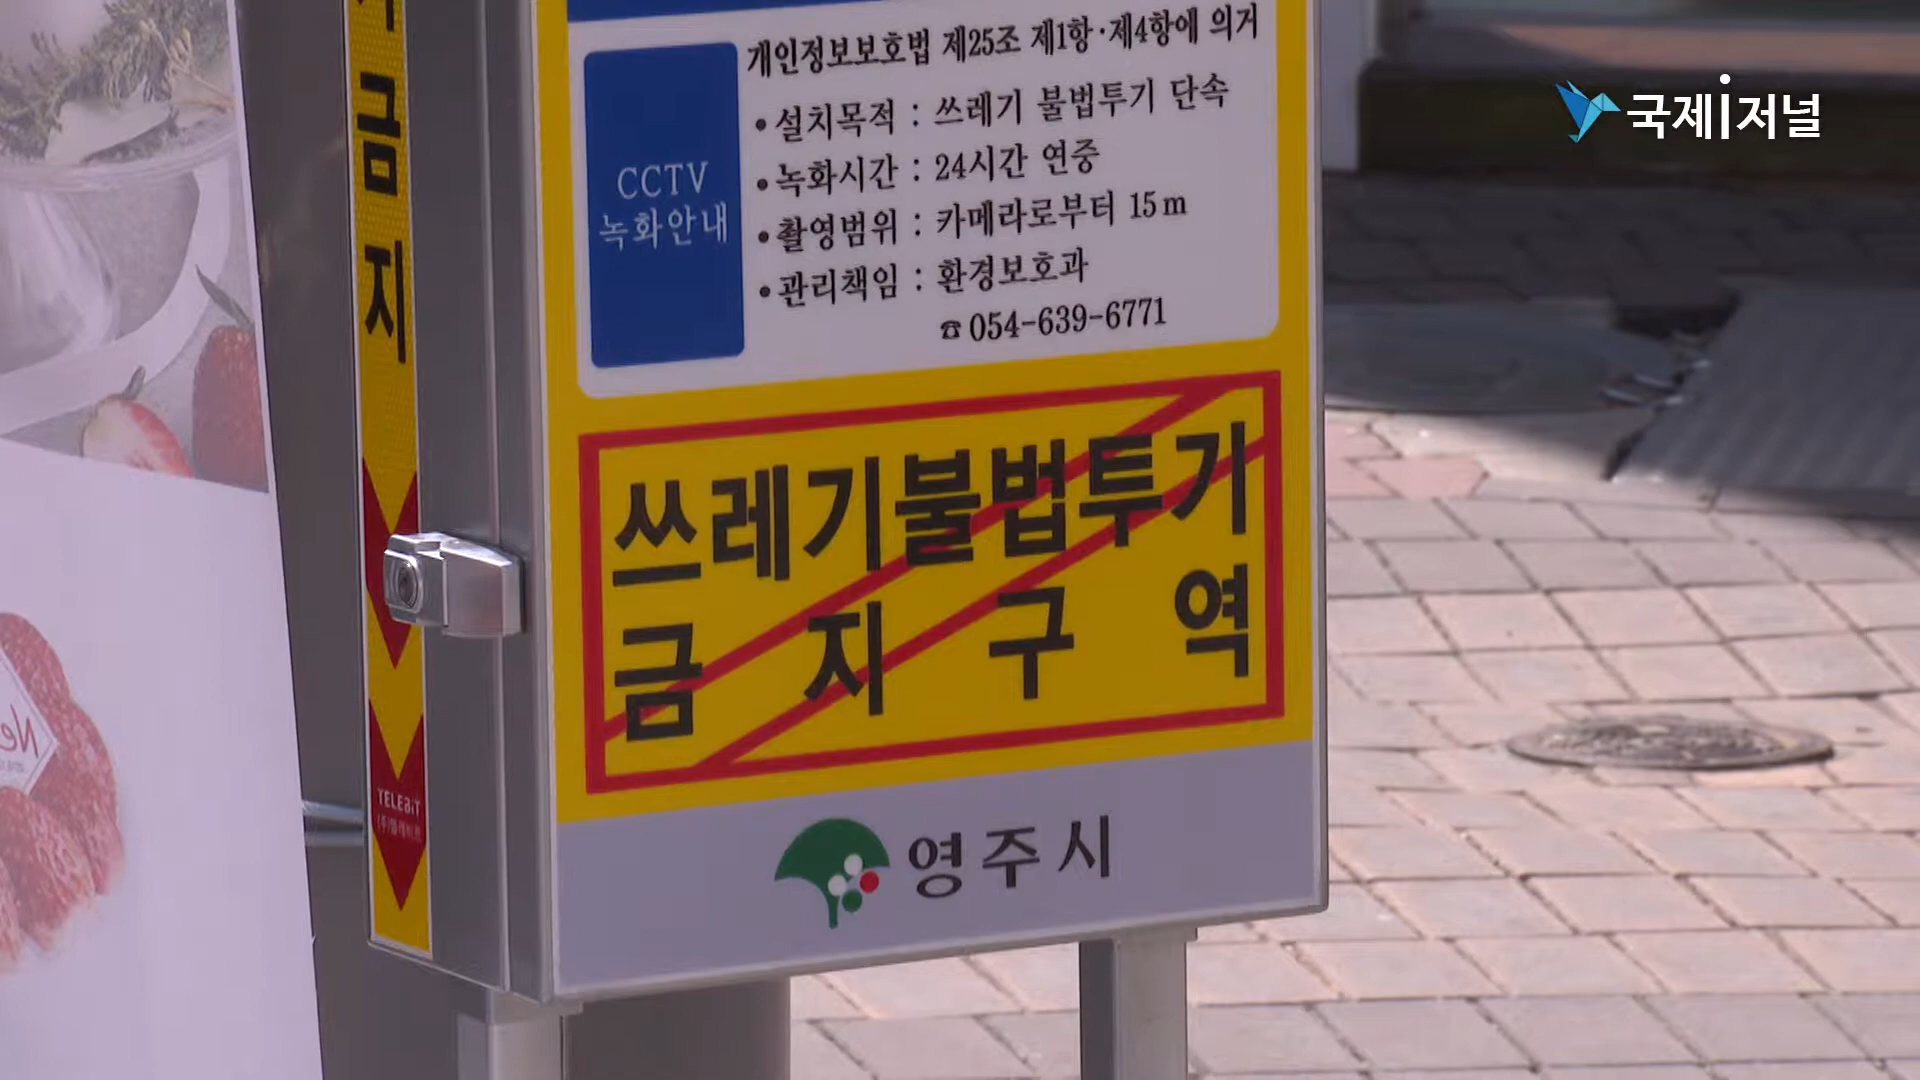 금지
개인정보보호법 제25조 제1항·제4항에 의거
CCTV
녹화안내
•설치목적 : 쓰레기 불법투기 단속
•녹화시간 : 24시간 연중
•촬영범위 : 카메라로부터 15m
•관리책임 : 환경보호과
☎054-639-6771
쓰레기불법투기
금지구역
영주시
TELEBIT
국제i저널